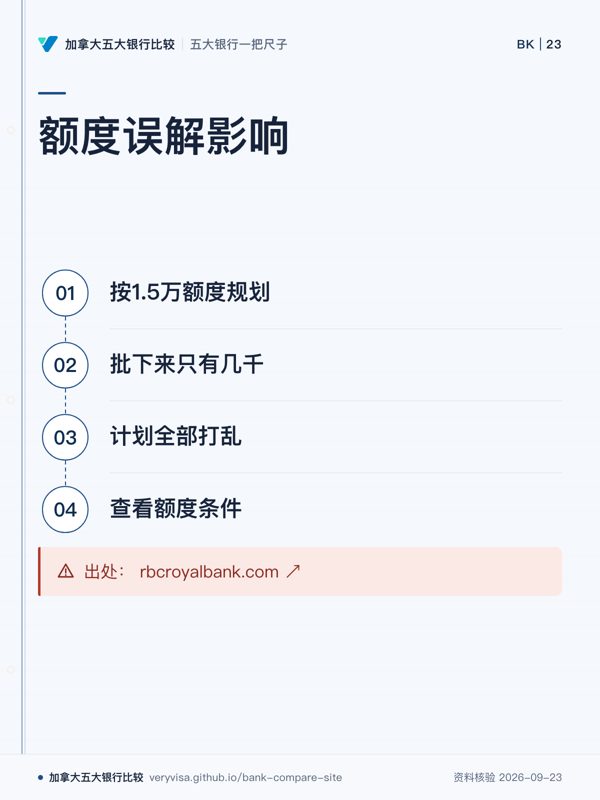 加拿大五大银行比较 | 五大银行一把尺子
BK | 23
额度误解影响
01 按1.5万额度规划
02 批下来只有几千
03 计划全部打乱
04 查看额度条件
出处： rbcroyalbank.com ↗
加拿大五大银行比较 veryvisa.github.io/bank-compare-site
资料核验 2026-09-23